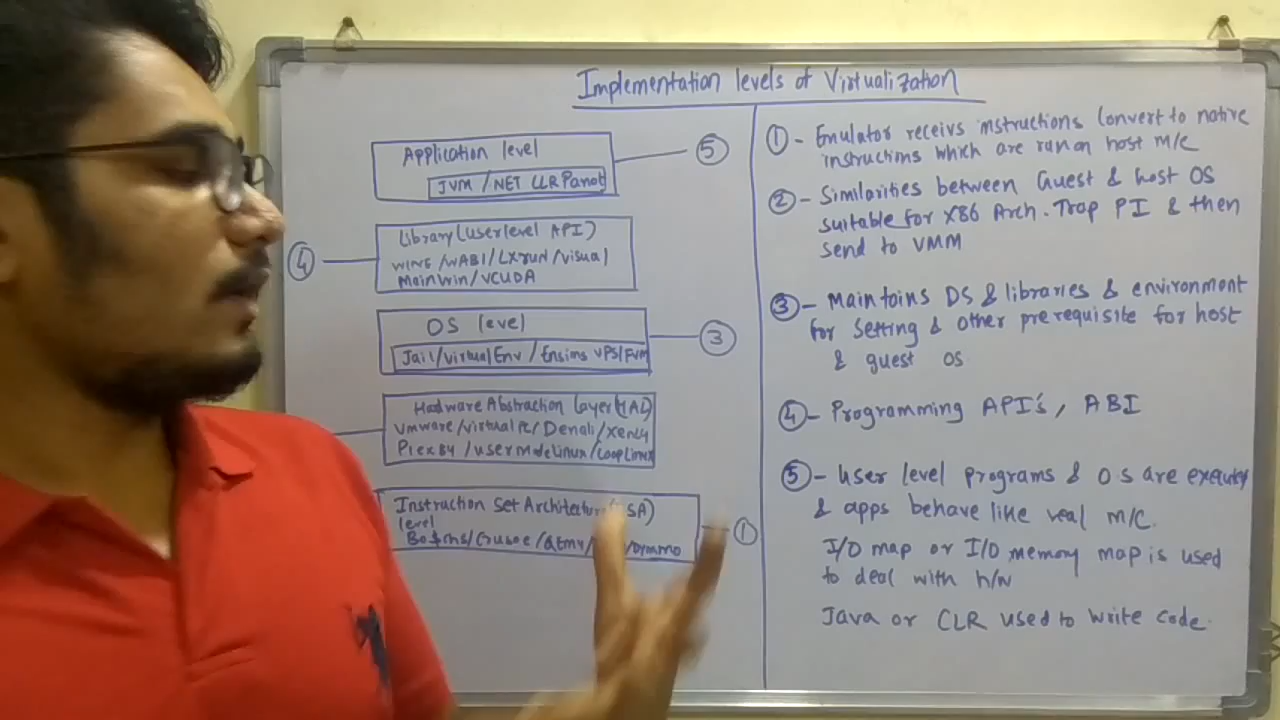 Implementation levels of Virtualization
Application level
JVM /NET CLR Panot
5
Library (user level API)
WINE /WABI/LXrUN/Visual
MainWin/VCUDA
4
OS level
Jail/Virtual Env / Ensims VPS/FVM
3
Hadware Abstraction Layer (HAL)
Vmware/Virtual PC/Denali/Xen L4
Plex 84 /user mode Linux/coop Linux
Instruction Set Architecture (ISA)
level
/Crusoe/QEMU/ /Dynamo
1
1 - Emulator receivs instructions Convert to native
instructions which are run on host M/C
2 - Similarities between Guest & host OS
suitable for X86 Arch. Trap PI & then
send to VMM
3 - Maintains DS & libraries & environment
for setting & other prerequisite for host
& guest OS
4 - Programming API's, ABI
5 - User level programs & O S are
& apps behave like real M/C.
I/O map or I/O memory map is used
to deal with h/w
Java or CLR used to write code.